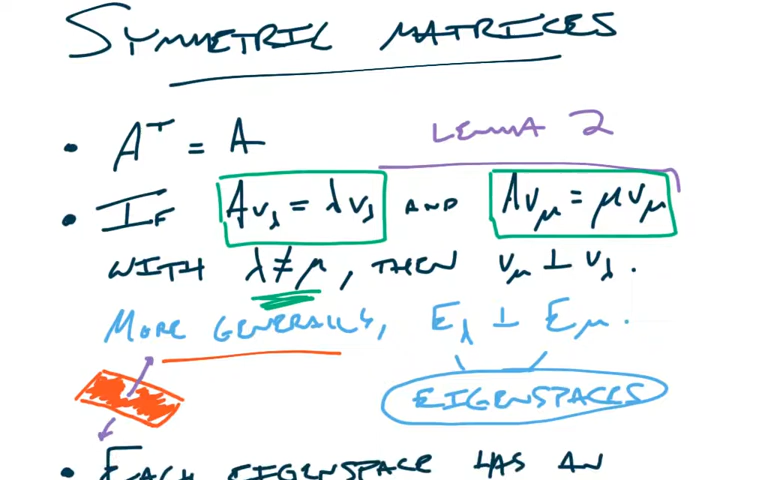 SYMMETRIC MATRICES
• Aᵀ = A
LEMMA 2
• IF Av_λ = λv_λ AND Av_μ = μv_μ
WITH λ ≠ μ, THEN v_μ ⊥ v_λ.
MORE GENERALLY, E_λ ⊥ E_μ.
EIGENSPACES
• EACH EIGENSPACE HAS AN